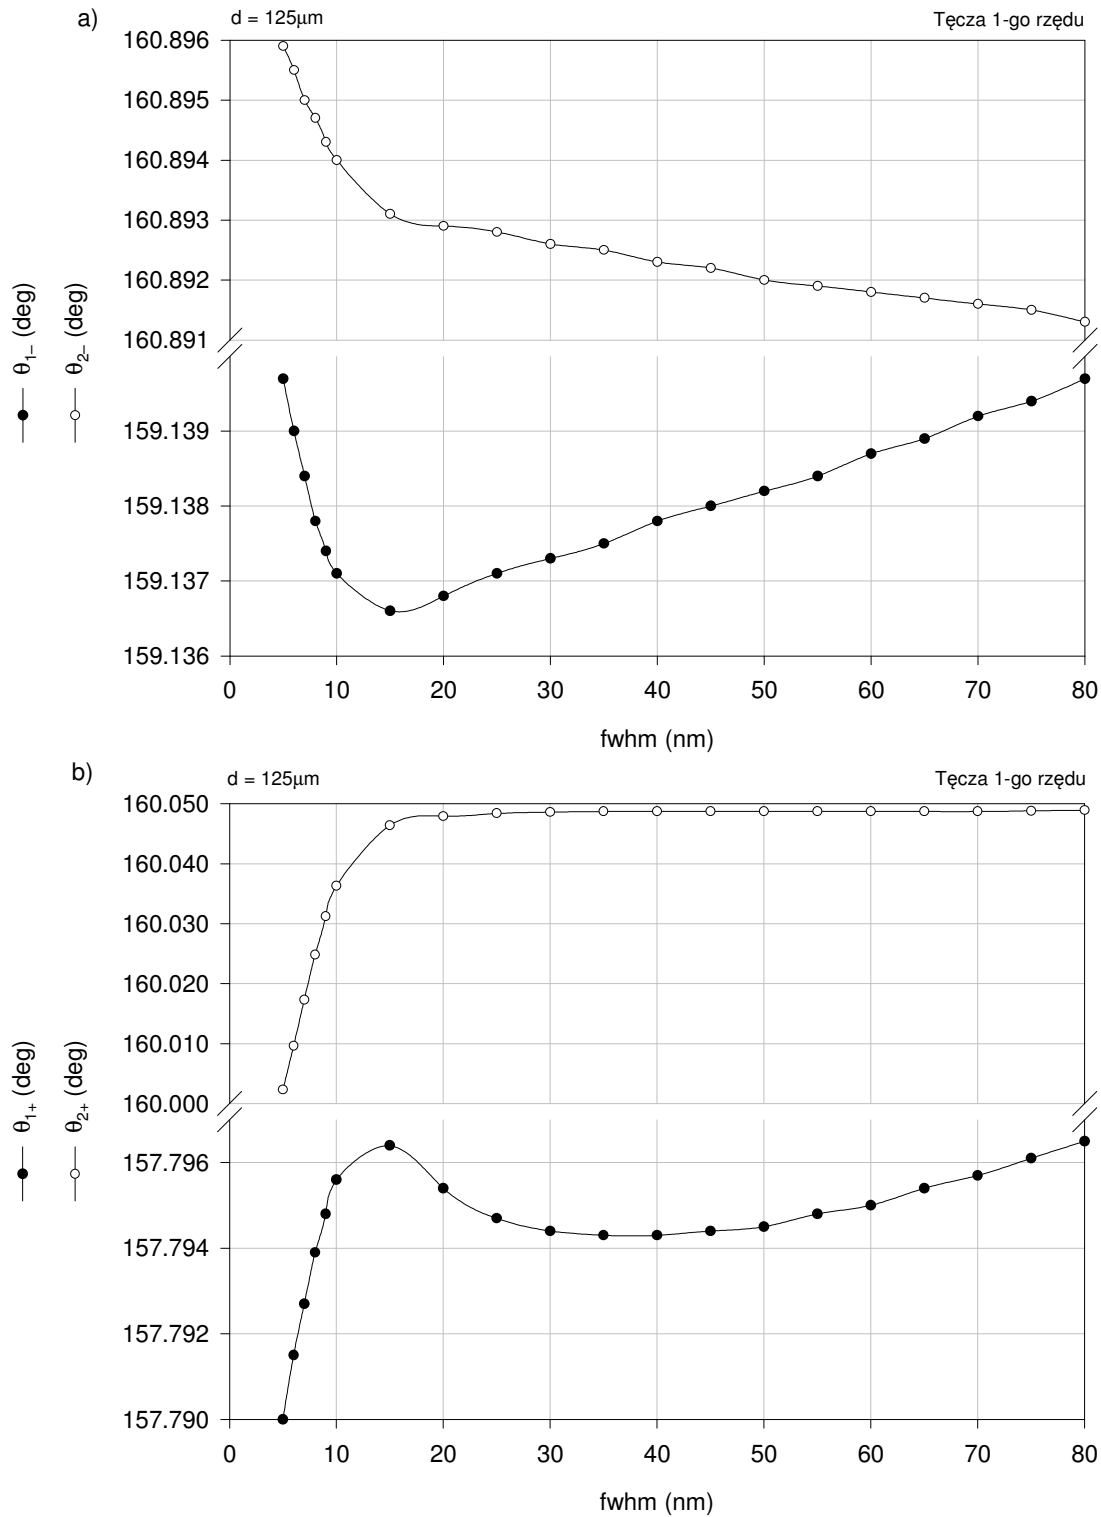 a)
d = 125µm
Tęcza 1-go rzędu
160.896
160.895
160.894
160.893
160.892
160.891
159.139
159.138
159.137
159.136
0 10 20 30 40 50 60 70 80
fwhm (nm)
θ1− (deg)
θ2− (deg)
b)
d = 125µm
Tęcza 1-go rzędu
160.050
160.040
160.030
160.020
160.010
160.000
157.796
157.794
157.792
157.790
0 10 20 30 40 50 60 70 80
fwhm (nm)
θ1+ (deg)
θ2+ (deg)